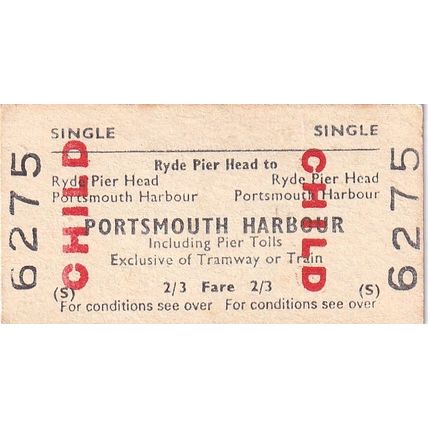 SINGLE SINGLE
Ryde Pier Head to
Ryde Pier Head Ryde Pier Head
Portsmouth Harbour Portsmouth Harbour
PORTSMOUTH HARBOUR
Including Pier Tolls
Exclusive of Tramway or Train
(S) 2/3 Fare 2/3 (S)
For conditions see over For conditions see over
6275
CHILD
CHILD
6275